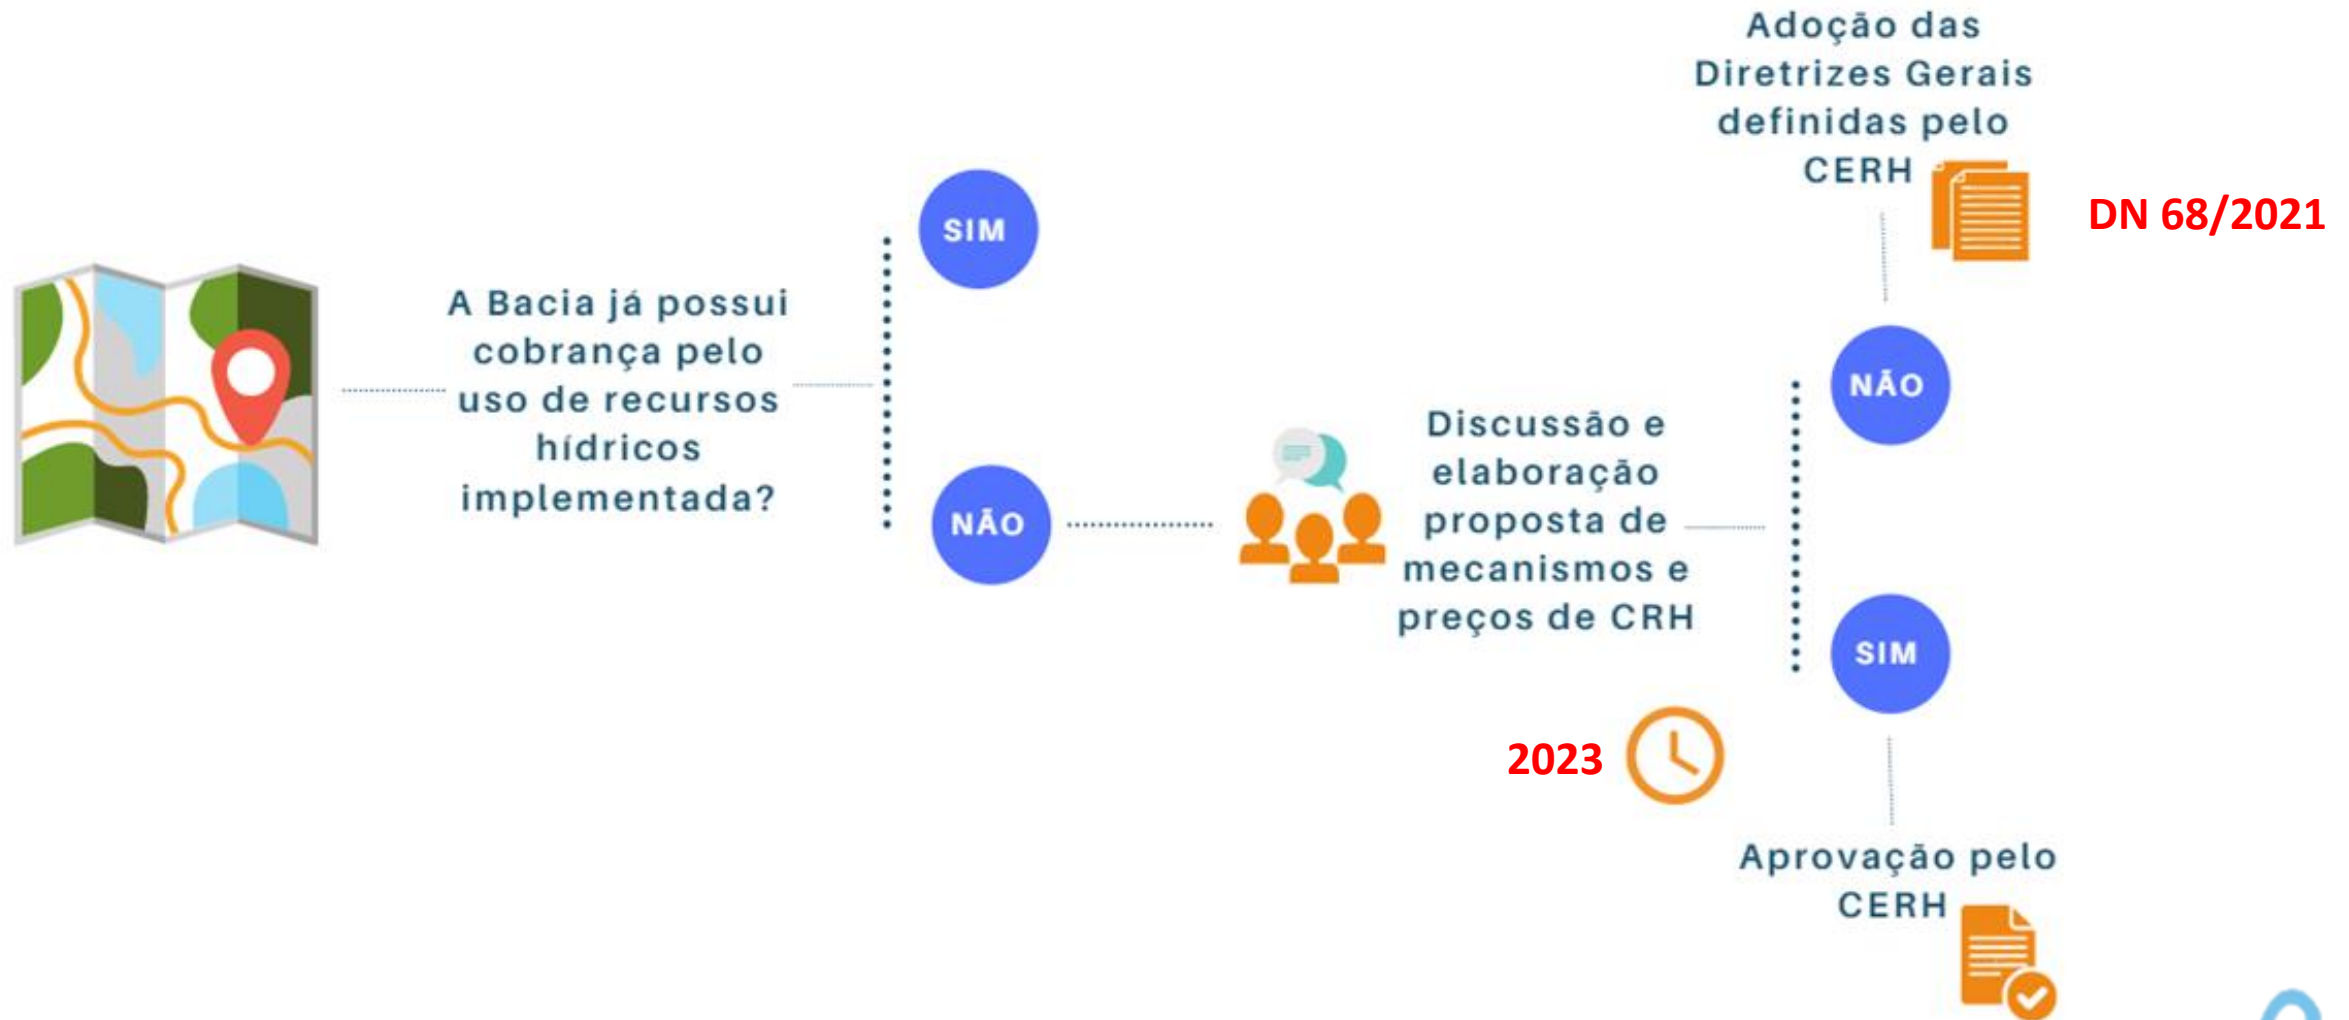 A Bacia já possui
cobrança pelo
uso de recursos
hídricos
implementada?
SIM
NÃO
Discussão e
elaboração
proposta de
mecanismos e
preços de CRH
NÃO
Adoção das
Diretrizes Gerais
definidas pelo
CERH
DN 68/2021
SIM
2023
Aprovação pelo
CERH